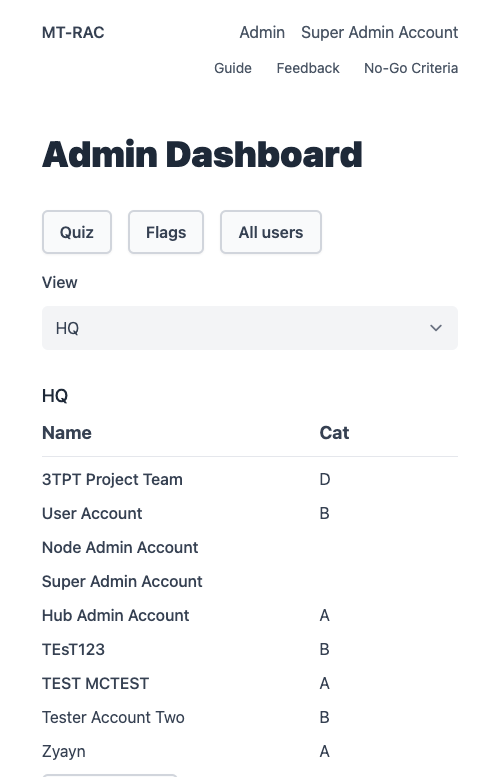 MT-RAC Admin Super Admin Account
Guide Feedback No-Go Criteria
Admin Dashboard
Quiz Flags All users
View
HQ
HQ
Name Cat
3TPT Project Team D
User Account B
Node Admin Account
Super Admin Account
Hub Admin Account A
TEsT123 B
TEST MCTEST A
Tester Account Two B
Zyayn A